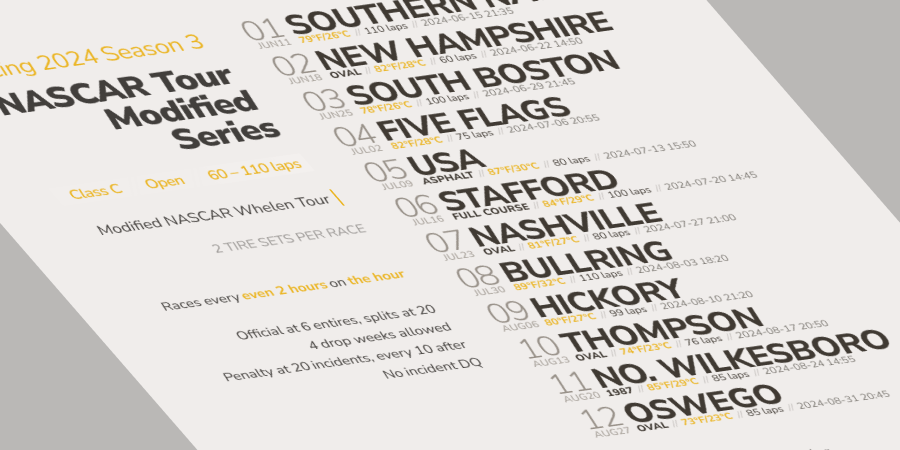 ing 2024 Season 3
NASCAR Tour
Modified
Series
Class C Open 60 – 110 laps
Modified NASCAR Whelen Tour
2 TIRE SETS PER RACE
Races every even 2 hours on the hour
Official at 6 entires, splits at 20
4 drop weeks allowed
Penalty at 20 incidents, every 10 after
No incident DQ
01 SOUTHERN NA
JUN11 79°F/26°C // 110 laps // 2024-06-15 21:35
02 NEW HAMPSHIRE
JUN18 OVAL // 82°F/28°C // 60 laps // 2024-06-22 14:50
03 SOUTH BOSTON
JUN25 78°F/26°C // 100 laps // 2024-06-29 21:45
04 FIVE FLAGS
JUL02 82°F/28°C // 75 laps // 2024-07-06 20:55
05 USA
JUL09 ASPHALT // 87°F/30°C // 80 laps // 2024-07-13 15:50
06 STAFFORD
JUL16 FULL COURSE // 84°F/29°C // 100 laps // 2024-07-20 14:45
07 NASHVILLE
JUL23 OVAL // 81°F/27°C // 80 laps // 2024-07-27 21:00
08 BULLRING
JUL30 89°F/32°C // 110 laps // 2024-08-03 18:20
09 HICKORY
AUG06 80°F/27°C // 99 laps // 2024-08-10 21:20
10 THOMPSON
AUG13 OVAL // 74°F/23°C // 76 laps // 2024-08-17 20:50
11 NO. WILKESBORO
AUG20 1987 // 85°F/29°C // 85 laps // 2024-08-24 14:55
12 OSWEGO
AUG27 OVAL // 73°F/23°C // 85 laps // 2024-08-31 20:45